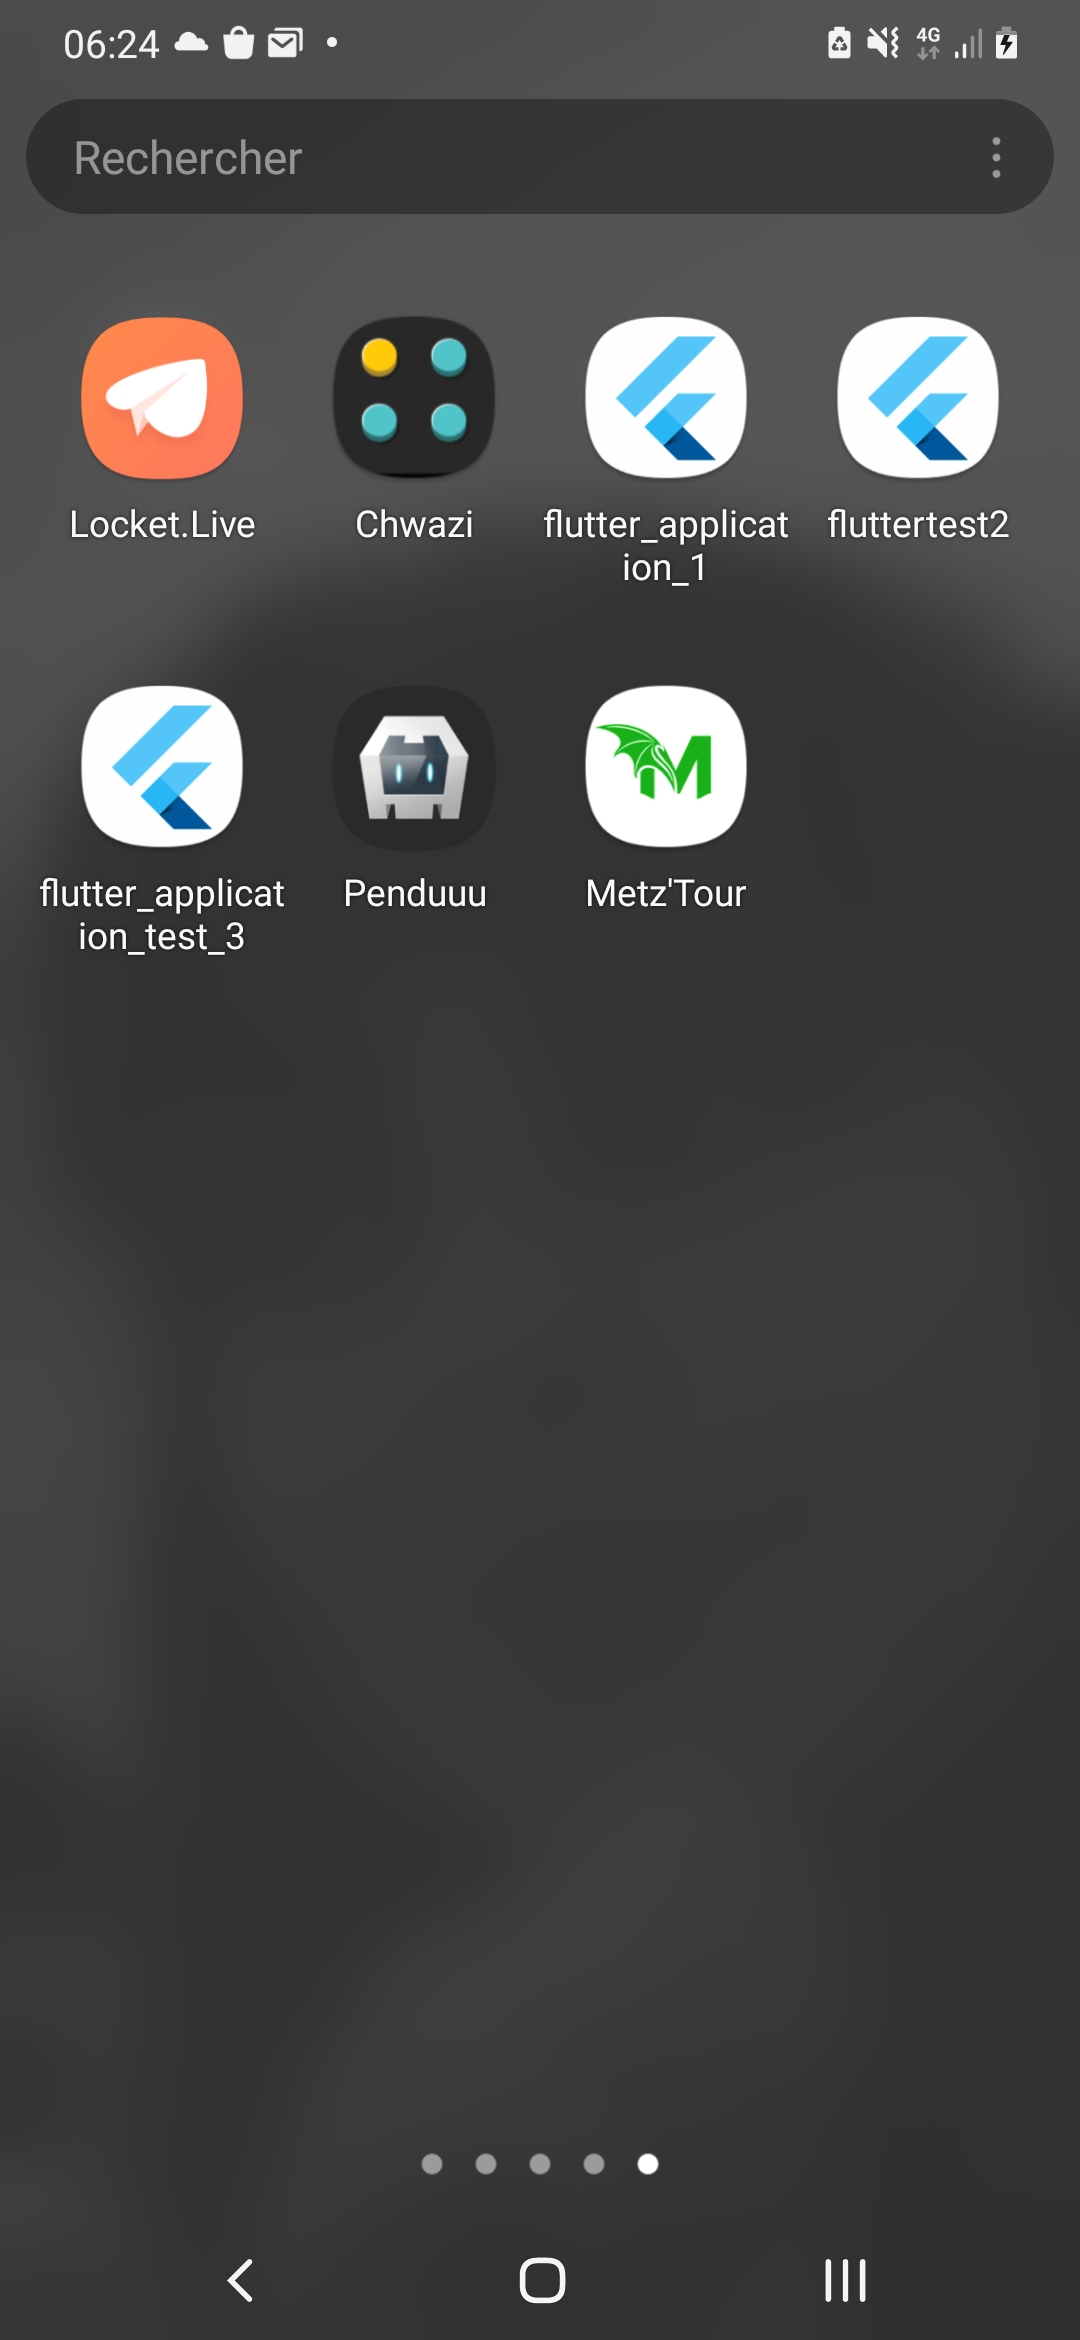 06:24
4G
Rechercher
Locket.Live
Chwazi
flutter_applicat
ion_1
fluttertest2
flutter_applicat
ion_test_3
Penduuu
M
Metz'Tour